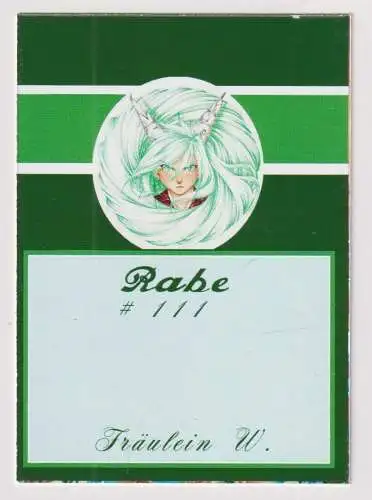 Rabe
# 111
Fräulein W.